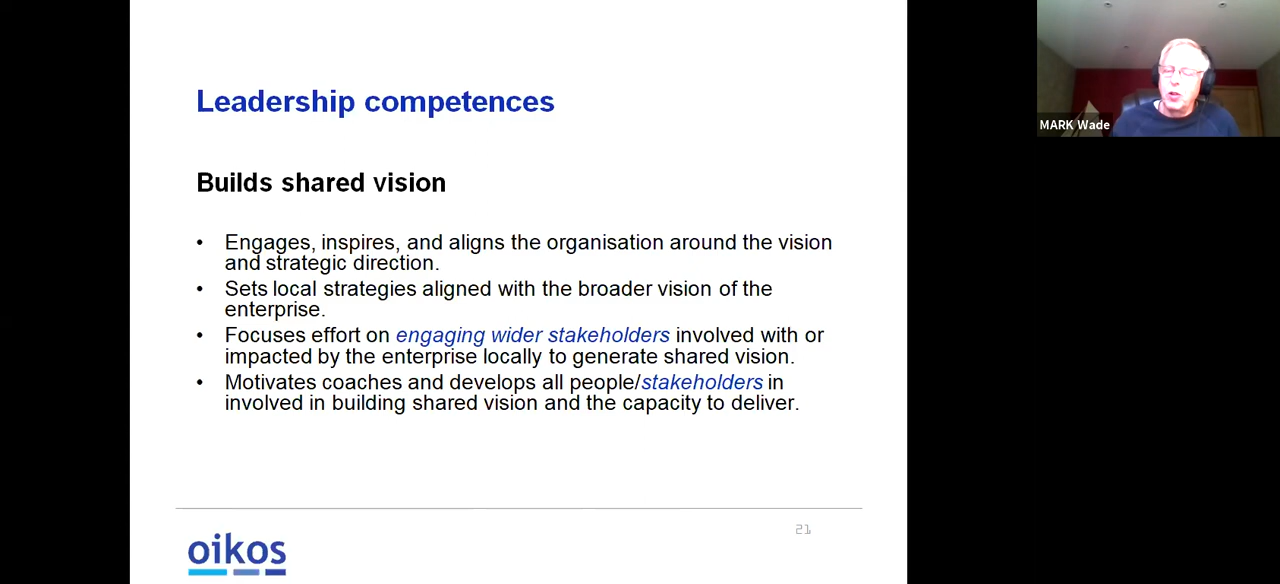 Leadership competences
MARK Wade
Builds shared vision
• Engages, inspires, and aligns the organisation around the vision
and strategic direction.
• Sets local strategies aligned with the broader vision of the
enterprise.
• Focuses effort on engaging wider stakeholders involved with or
impacted by the enterprise locally to generate shared vision.
• Motivates coaches and develops all people/stakeholders in
involved in building shared vision and the capacity to deliver.
21
oikos